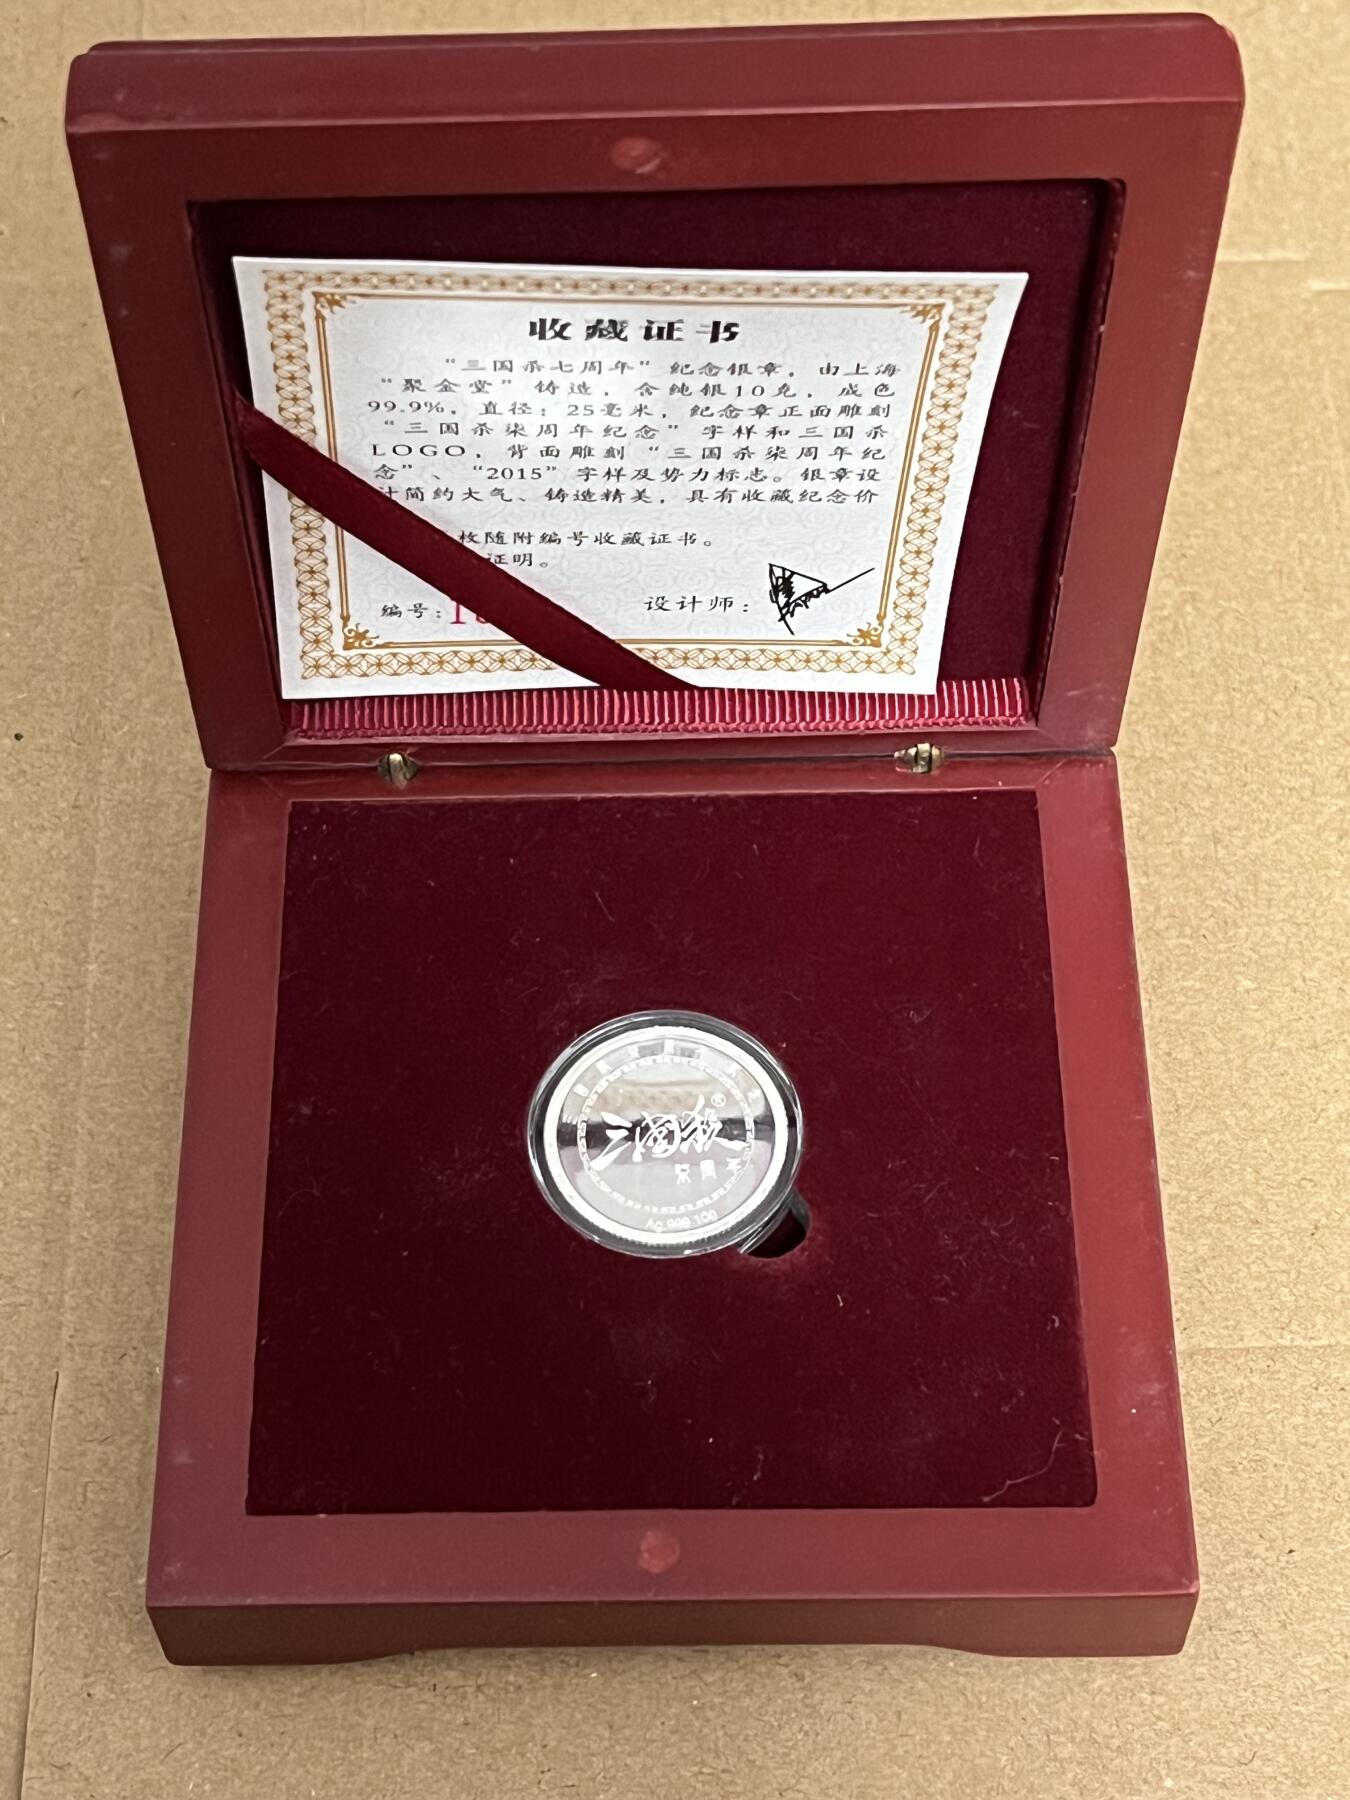 收藏证书
“三国杀七周年”纪念银章，由上海
“聚金堂”铸造，含纯银10克，成色
99.9%，直径：25毫米，纪念章正面雕刻
“三国杀柒周年纪念”字样和三国杀
LOGO，背面雕刻“三国杀柒周年纪
念”、“2015”字样及势力标志。银章设
计简约大气、铸造精美，具有收藏纪念价
枚随附编号收藏证书。
证明。
编号：1
设计师：
三國殺®
柒周年
Ag 999 10g